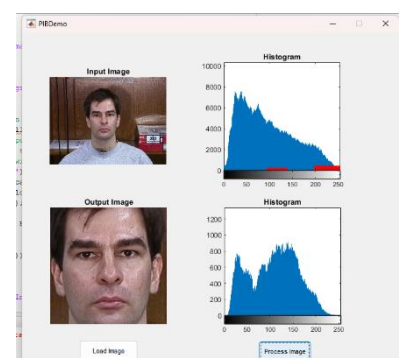 PIBDemo
Input Image
Histogram
10000
8000
6000
4000
2000
0
0 50 100 150 200 250
Output Image
Histogram
1200
1000
800
600
400
200
0
0 50 100 150 200 250
Load Image
Process Image